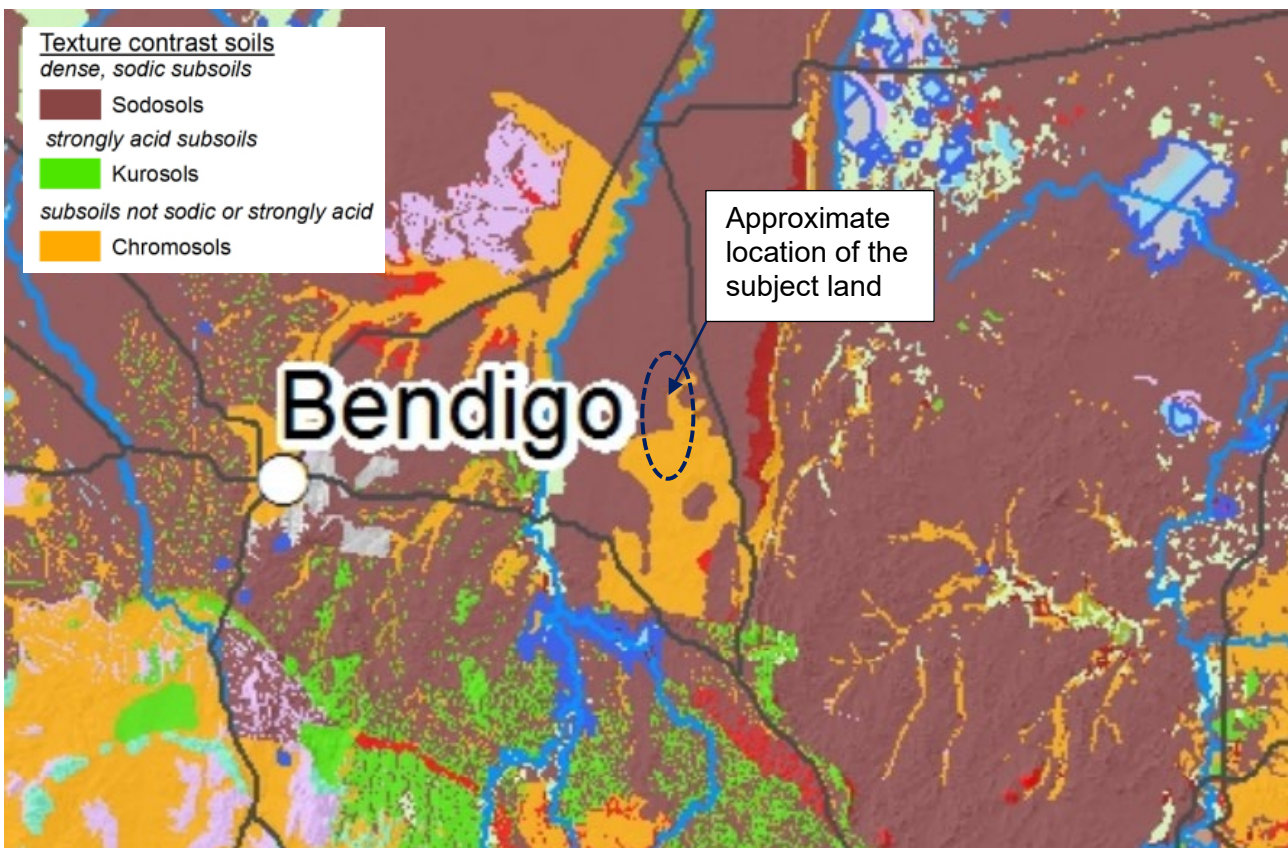 Texture contrast soils
dense, sodic subsoils
Sodosols
strongly acid subsoils
Kurosols
subsoils not sodic or strongly acid
Chromosols
Approximate
location of the
subject land
Bendigo